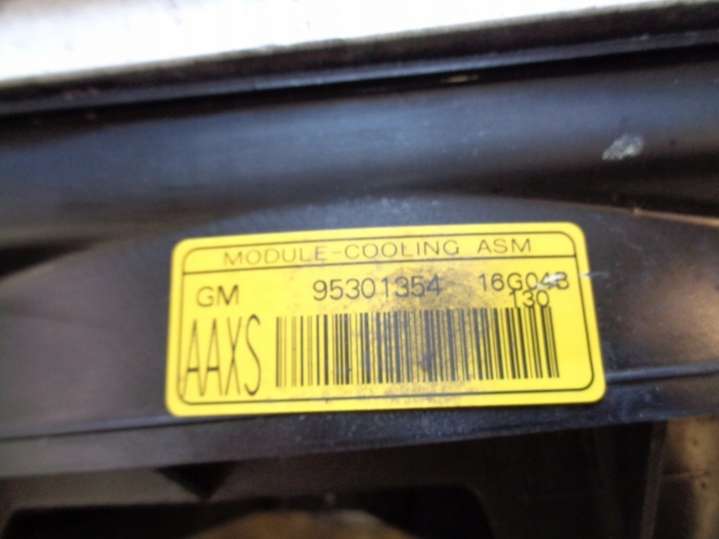 MODULE-COOLING ASM
GM 95301354 16G04B
130
AAXS